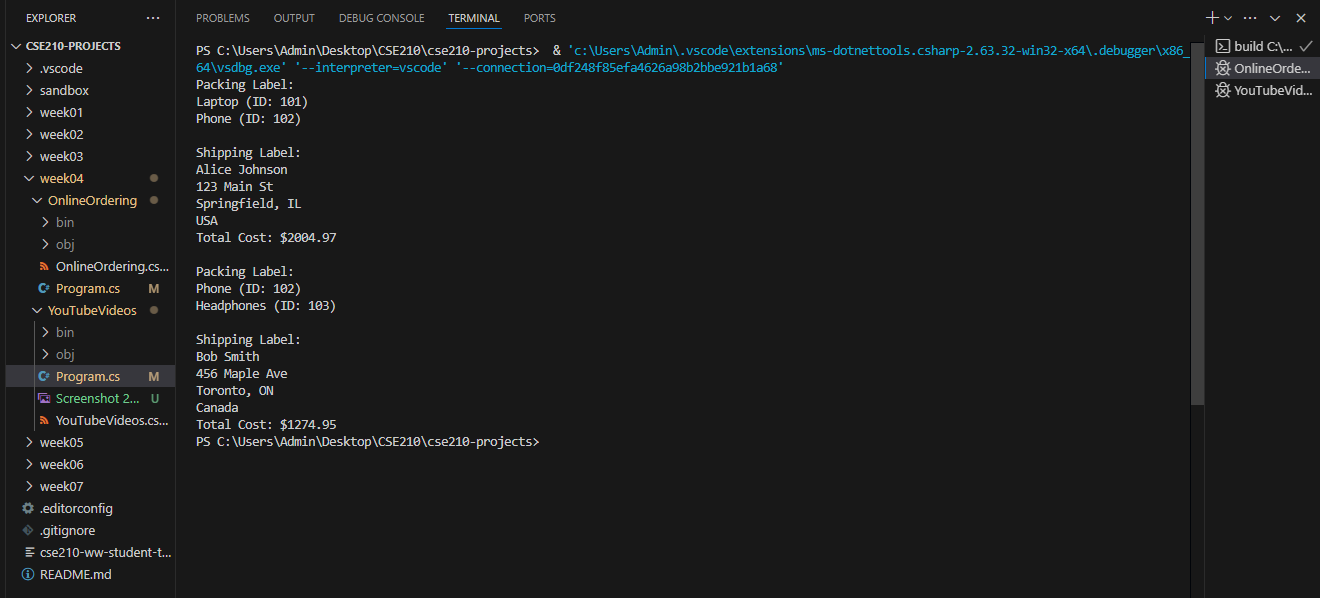 EXPLORER ...
CSE210-PROJECTS
.vscode
sandbox
week01
week02
week03
week04
OnlineOrdering
bin
obj
OnlineOrdering.cs...
Program.cs M
YouTubeVideos
bin
obj
Program.cs M
Screenshot 2... U
YouTubeVideos.cs...
week05
week06
week07
.editorconfig
.gitignore
cse210-ww-student-t...
README.md
PROBLEMS OUTPUT DEBUG CONSOLE TERMINAL PORTS
PS C:\Users\Admin\Desktop\CSE210\cse210-projects> & 'c:\Users\Admin\.vscode\extensions\ms-dotnettools.csharp-2.63.32-win32-x64\.debugger\x86_
64\vsdbg.exe' '--interpreter=vscode' '--connection=0df248f85efa4626a98b2bbe921b1a68'
Packing Label:
Laptop (ID: 101)
Phone (ID: 102)
Shipping Label:
Alice Johnson
123 Main St
Springfield, IL
USA
Total Cost: $2004.97
Packing Label:
Phone (ID: 102)
Headphones (ID: 103)
Shipping Label:
Bob Smith
456 Maple Ave
Toronto, ON
Canada
Total Cost: $1274.95
PS C:\Users\Admin\Desktop\CSE210\cse210-projects>
build C:\...
OnlineOrde...
YouTubeVid...